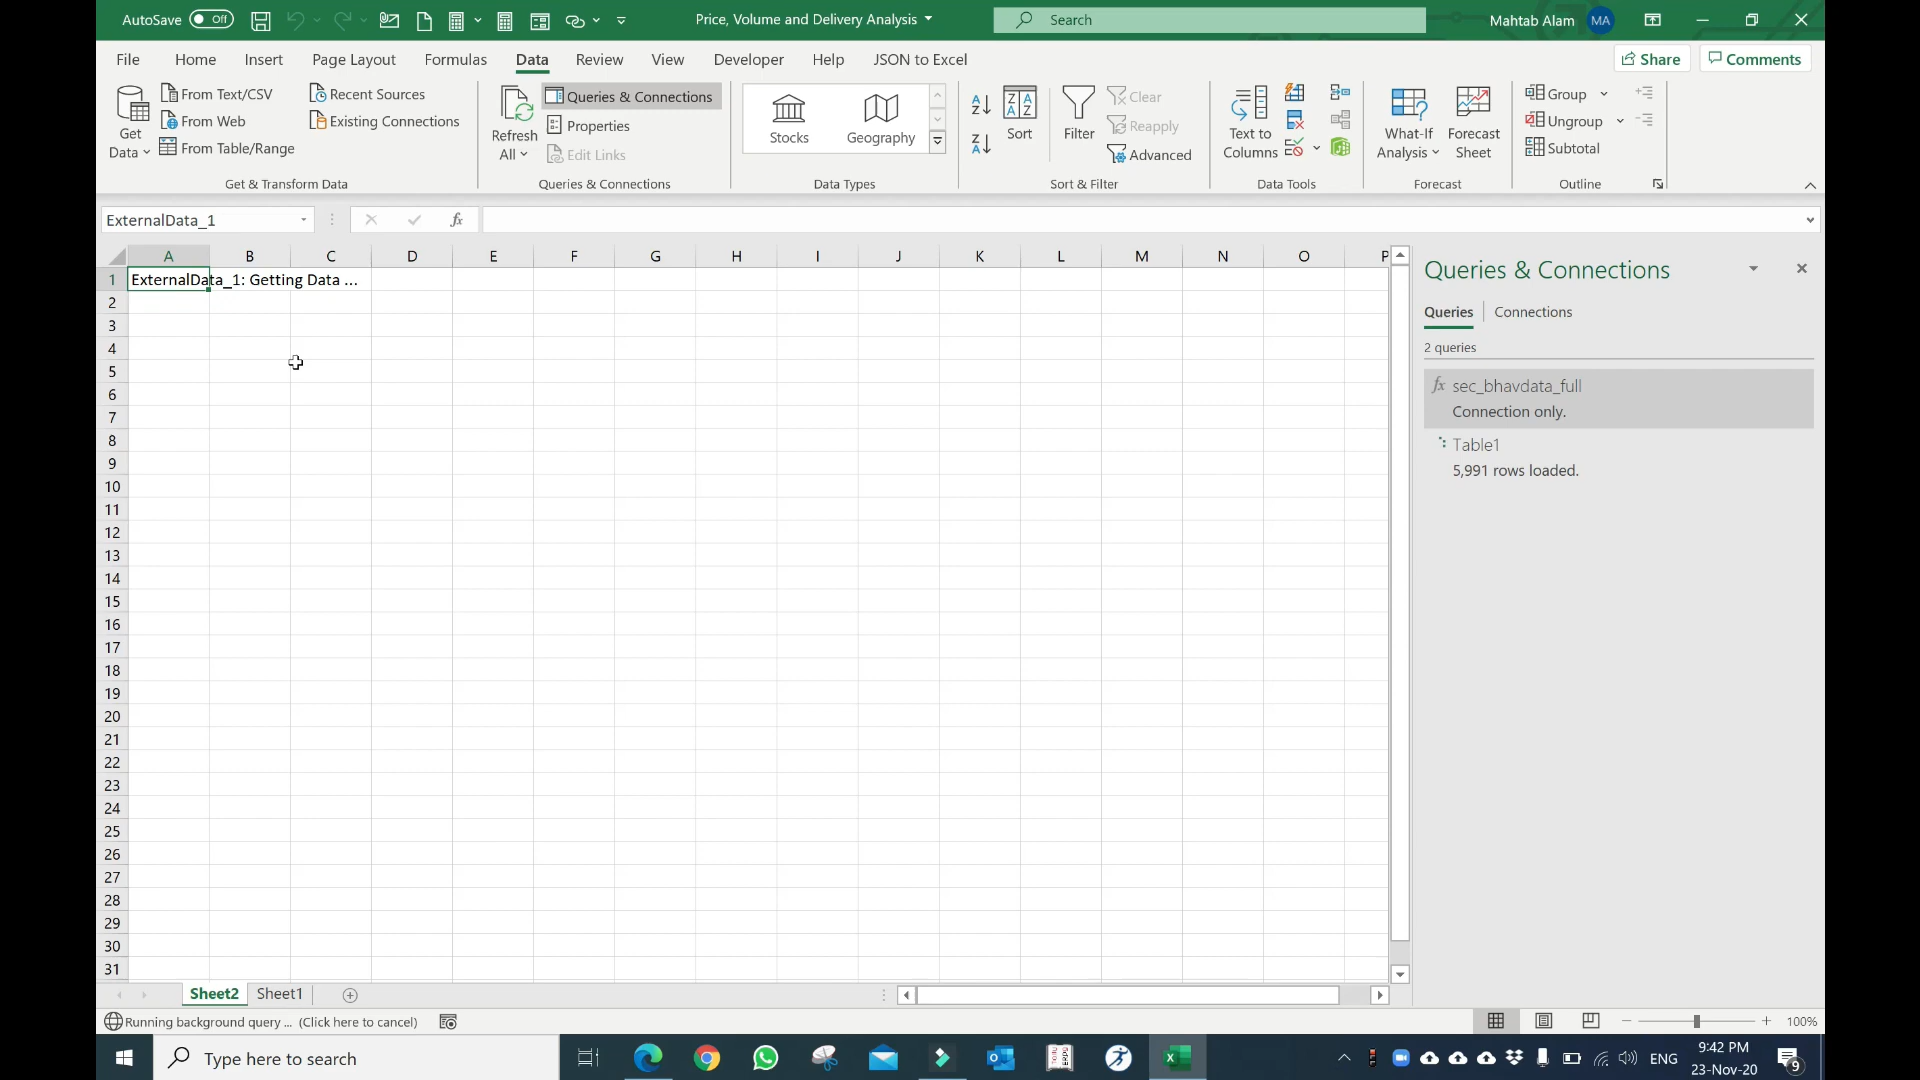 AutoSave Off
Price, Volume and Delivery Analysis
Search
Mahtab Alam MA
File Home Insert Page Layout Formulas Data Review View Developer Help JSON to Excel
Share Comments
Get Data
From Text/CSV
From Web
From Table/Range
Recent Sources
Existing Connections
Get & Transform Data
Refresh All
Queries & Connections
Properties
Edit Links
Queries & Connections
Stocks Geography
Data Types
Sort
Filter
Clear
Reapply
Advanced
Sort & Filter
Text to Columns
Data Tools
What-If Analysis
Forecast Sheet
Forecast
Group
Ungroup
Subtotal
Outline
ExternalData_1
fx
A B C D E F G H I J K L M N O P
1 ExternalData_1: Getting Data ...
2
3
4
5
6
7
8
9
10
11
12
13
14
15
16
17
18
19
20
21
22
23
24
25
26
27
28
29
30
31
Queries & Connections
Queries Connections
2 queries
fx sec_bhavdata_full
Connection only.
Table1
5,991 rows loaded.
Sheet2 Sheet1
Running background query ... (Click here to cancel)
100%
Type here to search
ENG
9:42 PM
23-Nov-20
9